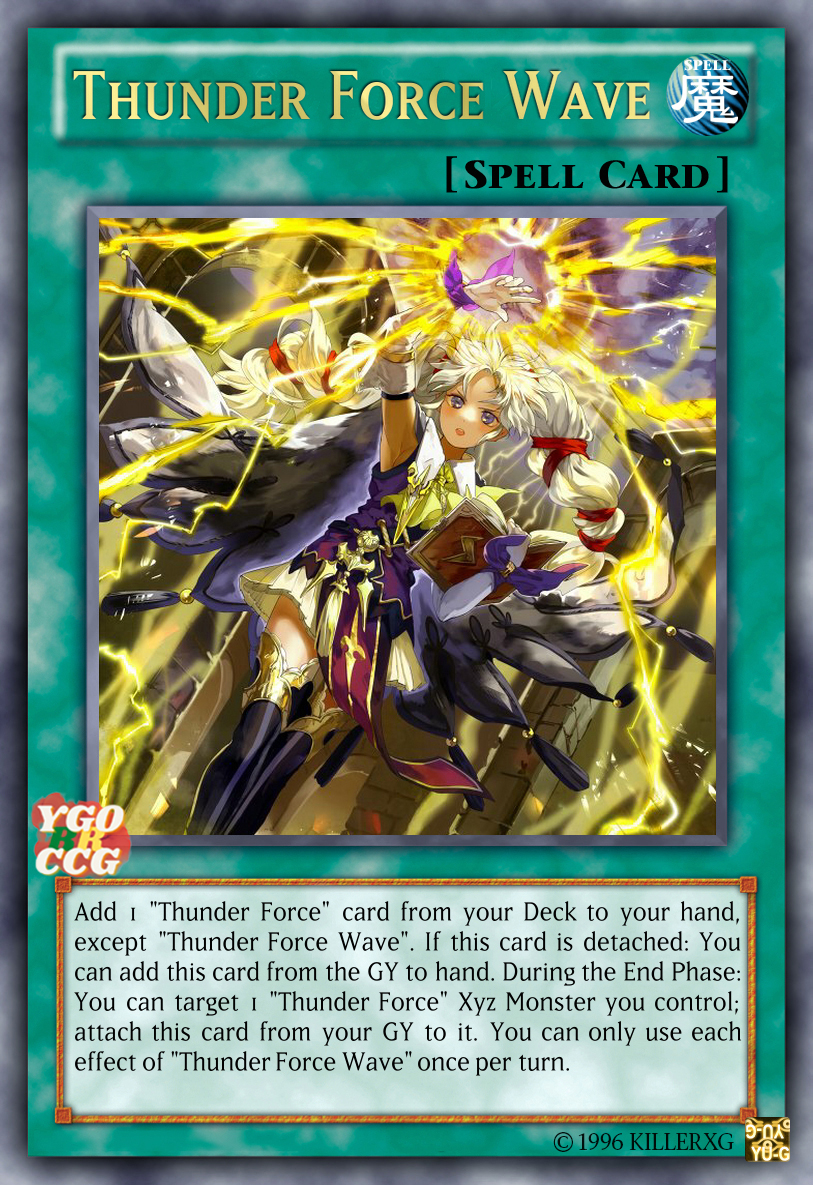 THUNDER FORCE WAVE
SPELL
魔
[SPELL CARD]
YGO
BR
CCG
Add 1 "Thunder Force" card from your Deck to your hand,
except "Thunder Force Wave". If this card is detached: You
can add this card from the GY to hand. During the End Phase:
You can target 1 "Thunder Force" Xyz Monster you control;
attach this card from your GY to it. You can only use each
effect of "Thunder Force Wave" once per turn.
© 1996 KILLERXG